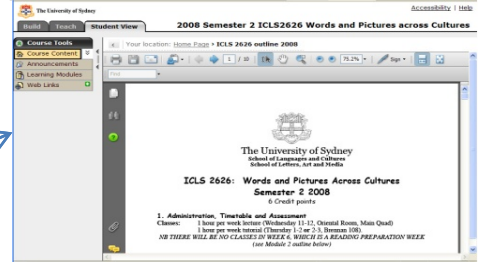 The University of Sydney
Accessibility | Help
Build Teach Student View
2008 Semester 2 ICLS2626 Words and Pictures across Cultures
Course Tools
Your location: Home Page › ICLS2626 outline 2008
Course Content
Announcements
Learning Modules
Web Links
1 / 10
75.2%
Sign
Find
The University of Sydney
School of Languages and Cultures
School of Letters, Art and Media
ICLS 2626: Words and Pictures Across Cultures
Semester 2 2008
6 Credit points
1. Administration, Timetable and Assessment
Classes: 1 hour per week lecture (Wednesday 11-12, Oriental Room, Main Quad)
1 hour per week tutorial (Thursday 1-2 or 2-3, Brennan 108)
NB THERE WILL BE NO CLASSES IN WEEK 6, WHICH IS A READING PREPARATION WEEK
(see Module 2 outline below)